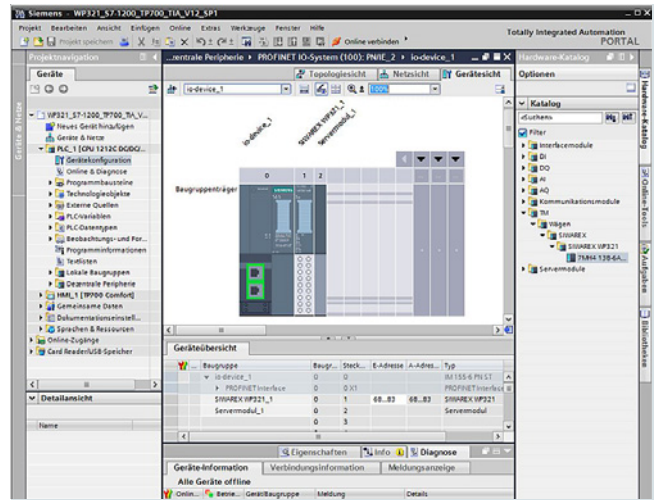 Siemens - WP321_S7-1200_TP700_TIA_V12_SP1
Projekt Bearbeiten Ansicht Einfügen Online Extras Werkzeuge Fenster Hilfe
Totally Integrated Automation
PORTAL
Projekt speichern
Online verbinden
Projektnavigation
...zentrale Peripherie PROFINET IO-System (100): PN/IE_2 io-device_1
Hardware-Katalog
Geräte
Topologiesicht Netzsicht Gerätesicht
Optionen
io-device_1
100%
Katalog
<Suchen>
Filter
WP321_S7-1200_TP700_TIA_V...
Neues Gerät hinzufügen
Geräte & Netze
PLC_1 [CPU 1212C DC/DC/...
Gerätekonfiguration
Online & Diagnose
Programmbausteine
Technologieobjekte
Externe Quellen
PLC-Variablen
PLC-Datentypen
Beobachtungs- und For...
Programminformationen
Textlisten
Lokale Baugruppen
Dezentrale Peripherie
HMI_1 [TP700 Comfort]
Gemeinsame Daten
Dokumentationseinstell...
Sprachen & Ressourcen
Online-Zugänge
Card Reader/USB-Speicher
Detailansicht
Name
Geräte & Netze
io-device_1
SIWAREX WP321_1
Servermodul_1
0 1 2
Baugruppenträger
Interfacemodule
DI
DQ
AI
AQ
Kommunikationsmodule
TM
Wägen
SIWAREX
SIWAREX WP321
7MH4 138-6A...
Servermodule
Hardware-Katalog
Online-Tools
Aufgaben
Bibliotheken
Geräteübersicht
... Baugruppe Baugr... Steck... E-Adresse A-Adres... Typ
io-device_1 0 0 IM 155-6 PN ST
PROFINET Interface 0 0 X1 PROFINET Interface
SIWAREX WP321_1 0 1 68...83 68...83 SIWAREX WP321
Servermodul_1 0 2 Servermodul
0 3
Eigenschaften Info Diagnose
Geräte-Information Verbindungsinformation Meldungsanzeige
Alle Geräte offline
Onlin... Betrie... Gerät/Baugruppe Meldung Details